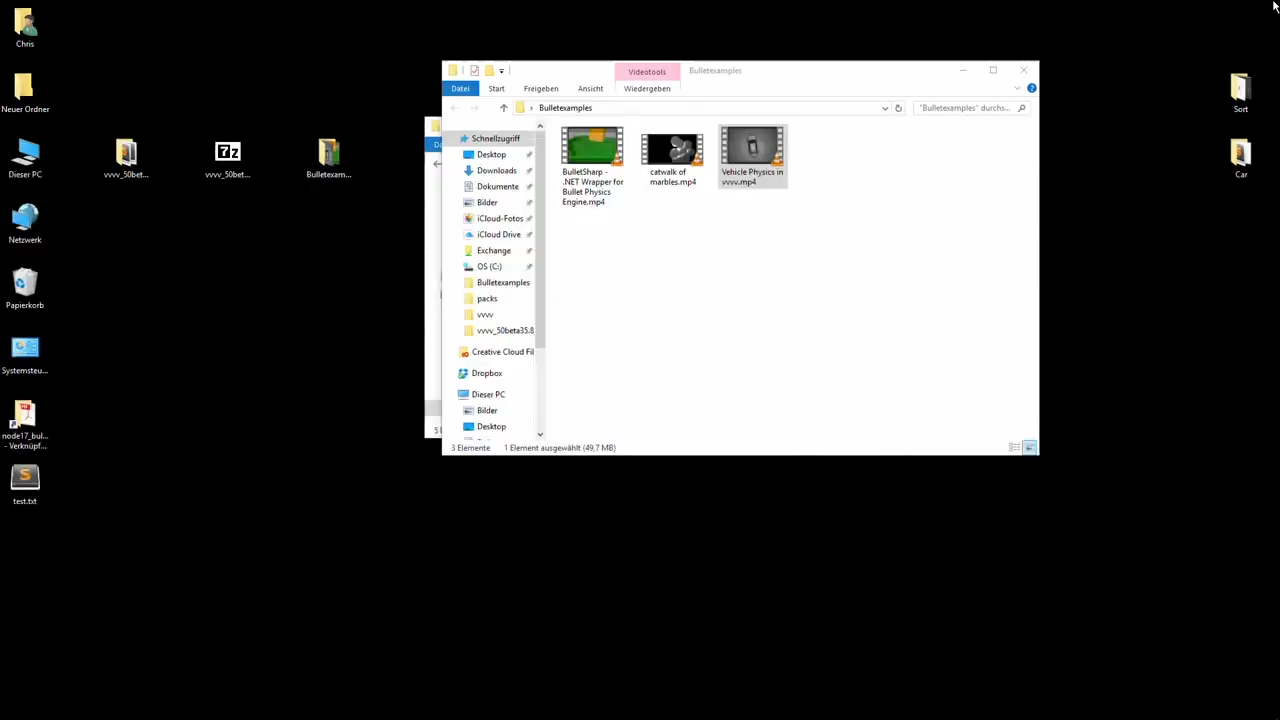 Chris
Neuer Ordner
Dieser PC
Netzwerk
Papierkorb
Systemsteu...
node17_bul...
- Verknüpf...
test.txt
vvvv_50bet...
7z
vvvv_50bet...
Bulletexam...
Sort
Car
Videotools
Bulletexamples
Datei
Start
Freigeben
Ansicht
Wiedergeben
Bulletexamples
"Bulletexamples" durchs...
Schnellzugriff
Desktop
Downloads
Dokumente
Bilder
iCloud-Fotos
iCloud Drive
Exchange
OS (C:)
Bulletexamples
packs
vvvv
vvvv_50beta35.8
Creative Cloud Fil
Dropbox
Dieser PC
Bilder
Desktop
BulletSharp -
.NET Wrapper for
Bullet Physics
Engine.mp4
catwalk of
marbles.mp4
Vehicle Physics in
vvvv.mp4
3 Elemente
1 Element ausgewählt (49,7 MB)